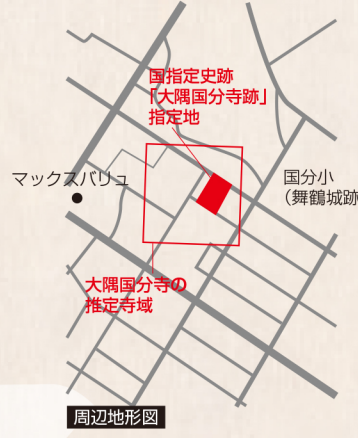 国指定史跡
「大隅国分寺跡」
指定地
マックスバリュ
国分小
（舞鶴城跡
大隅国分寺の
推定寺域
周辺地形図